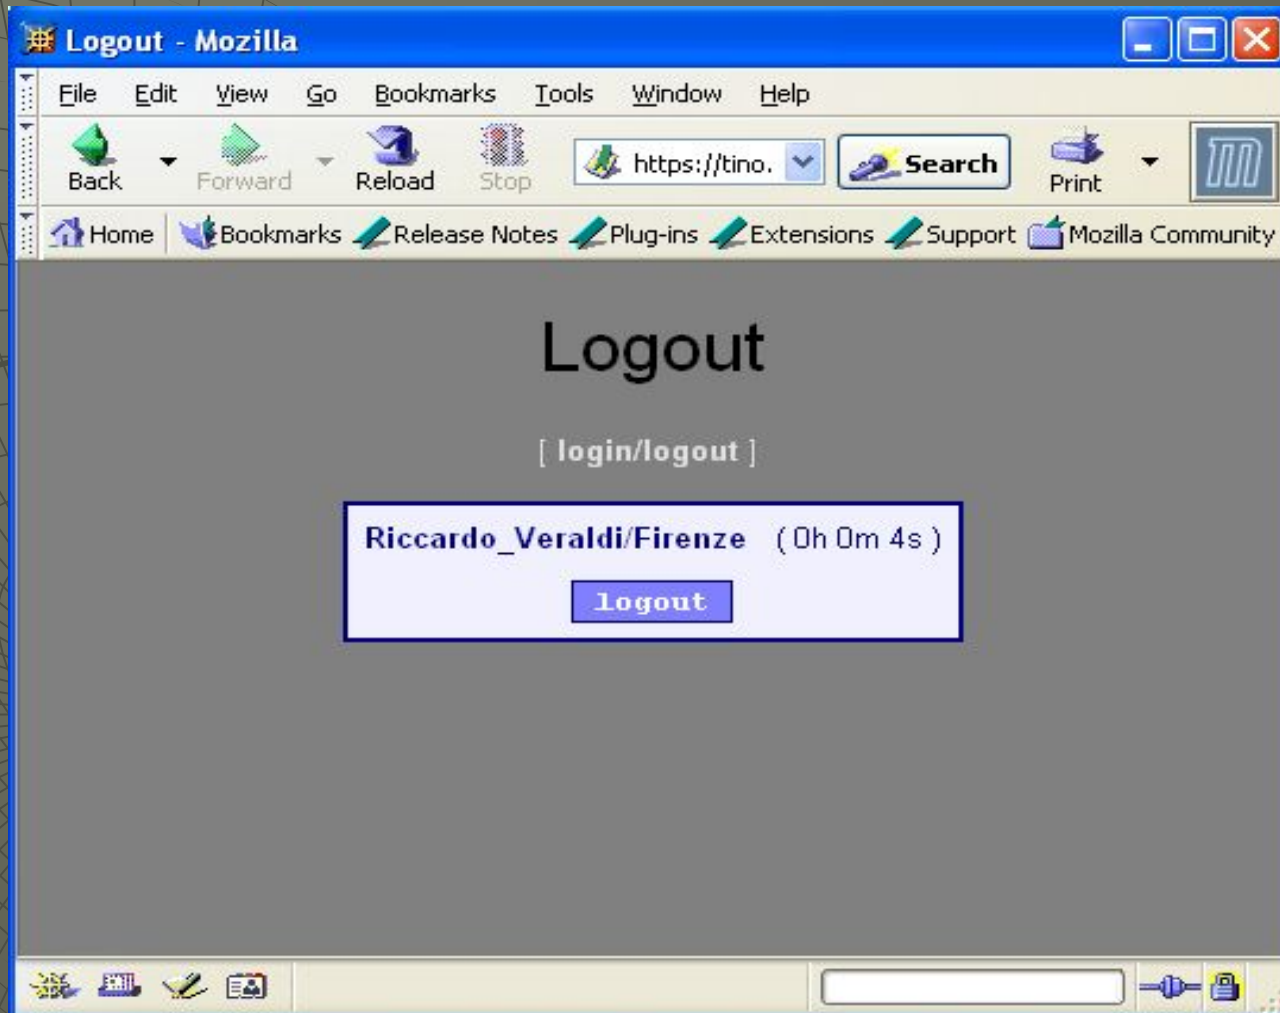 Logout - Mozilla
File Edit View Go Bookmarks Tools Window Help
Back Forward Reload Stop https://tino. Search Print
Home Bookmarks Release Notes Plug-ins Extensions Support Mozilla Community
Logout
[ login/logout ]
Riccardo_Veraldi/Firenze ( 0h 0m 4s )
logout